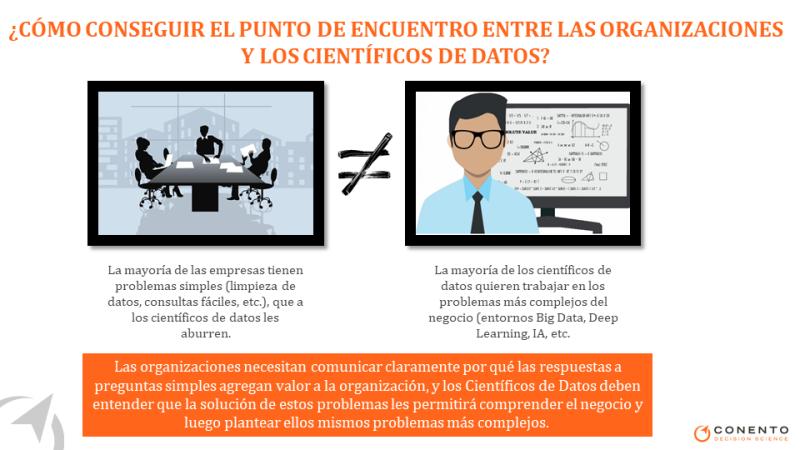 ¿CÓMO CONSEGUIR EL PUNTO DE ENCUENTRO ENTRE LAS ORGANIZACIONES
Y LOS CIENTÍFICOS DE DATOS?
≠
La mayoría de las empresas tienen
problemas simples (limpieza de
datos, consultas fáciles, etc.), que a
los científicos de datos les
aburren.
La mayoría de los científicos de
datos quieren trabajar en los
problemas más complejos del
negocio (entornos Big Data, Deep
Learning, IA, etc.
Las organizaciones necesitan comunicar claramente por qué las respuestas a
preguntas simples agregan valor a la organización, y los Científicos de Datos deben
entender que la solución de estos problemas les permitirá comprender el negocio y
luego plantear ellos mismos problemas más complejos.
CONENTO
DECISION SCIENCE